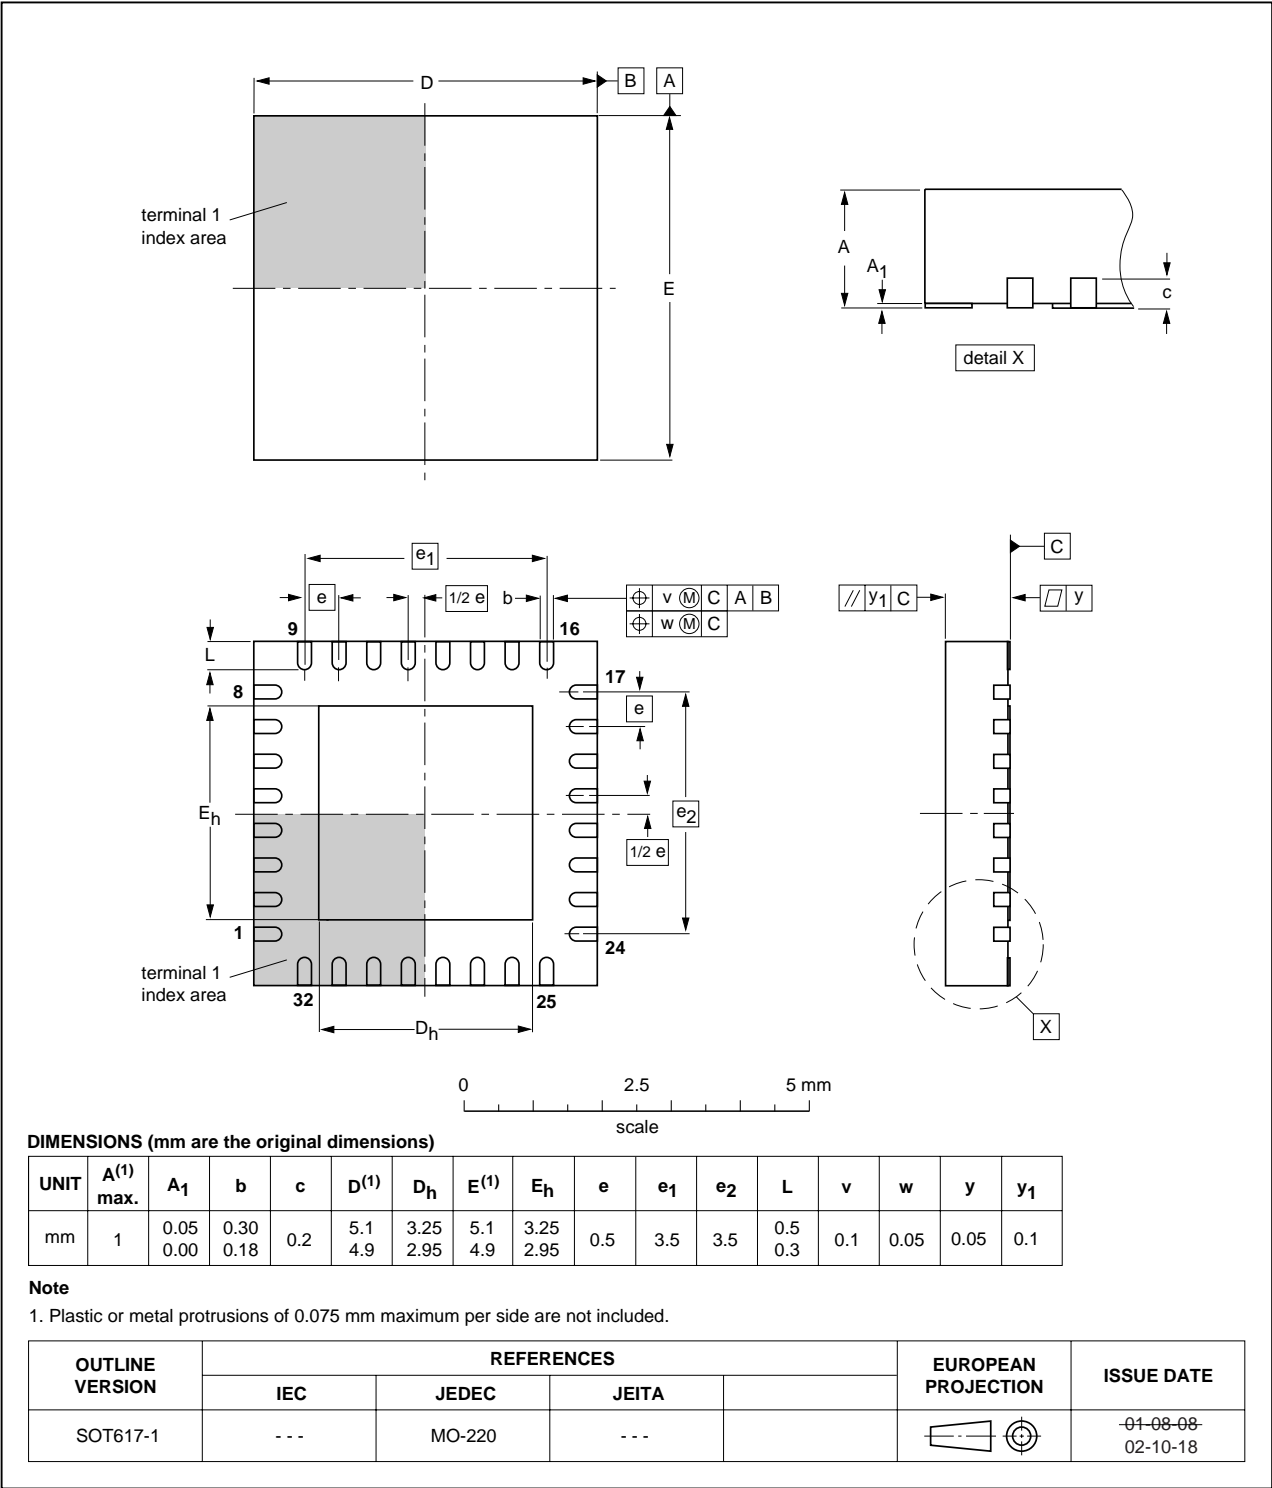 D
B
A
terminal 1
index area
E
A
A1
c
detail X
e1
e
1/2 e
b
v Ⓜ C A B
w Ⓜ C
C
y1 C
y
9
16
L
8
17
e
Eh
e2
1/2 e
1
24
terminal 1
index area
32
25
Dh
X
0 2.5 5 mm
scale
DIMENSIONS (mm are the original dimensions)
UNIT A(1) max. A1 b c D(1) Dh E(1) Eh e e1 e2 L v w y y1
mm 1 0.05 0.00 0.30 0.18 0.2 5.1 4.9 3.25 2.95 5.1 4.9 3.25 2.95 0.5 3.5 3.5 0.5 0.3 0.1 0.05 0.05 0.1
Note
1. Plastic or metal protrusions of 0.075 mm maximum per side are not included.
OUTLINE VERSION
REFERENCES
EUROPEAN PROJECTION
ISSUE DATE
IEC JEDEC JEITA
SOT617-1 - - - MO-220 - - -
01-08-08
02-10-18